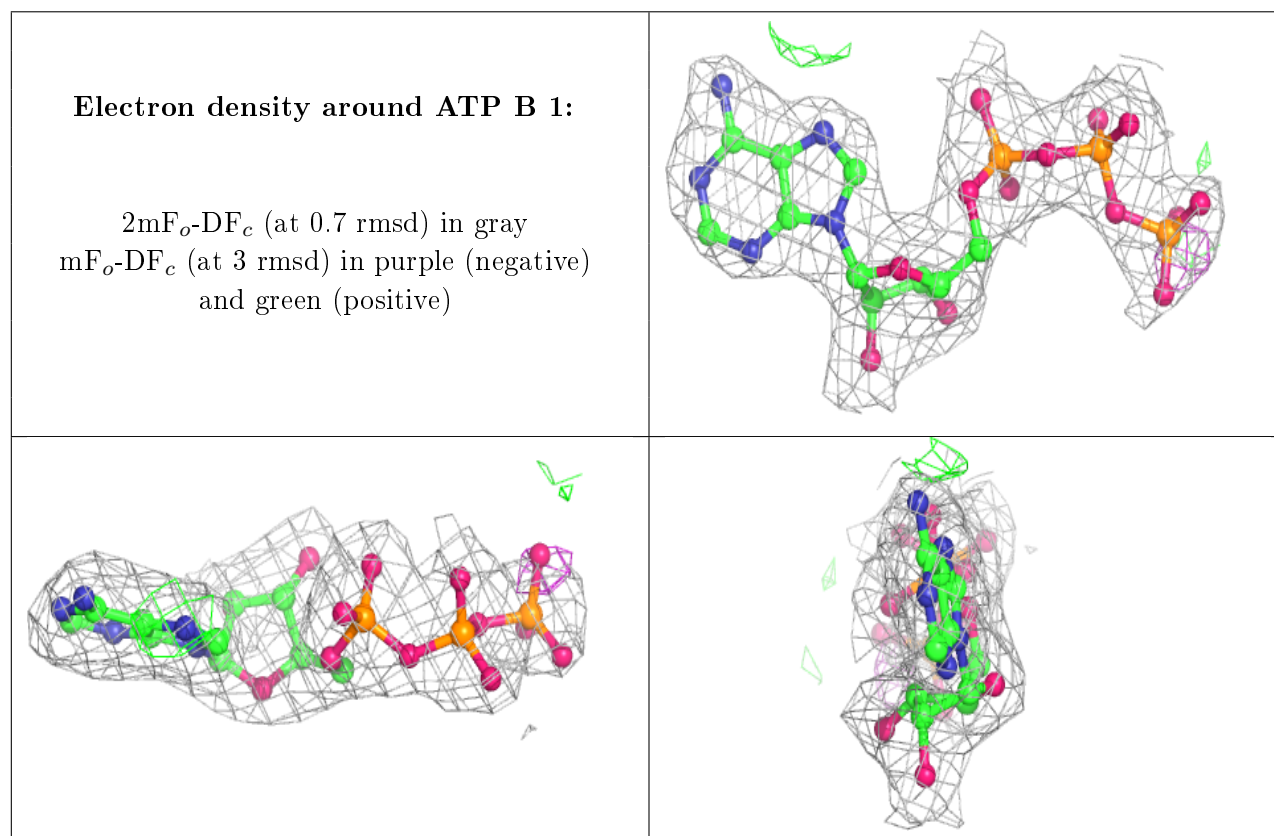 Electron density around ATP B 1:
2mFₒ-DF𝑐 (at 0.7 rmsd) in gray
mFₒ-DF𝑐 (at 3 rmsd) in purple (negative)
and green (positive)